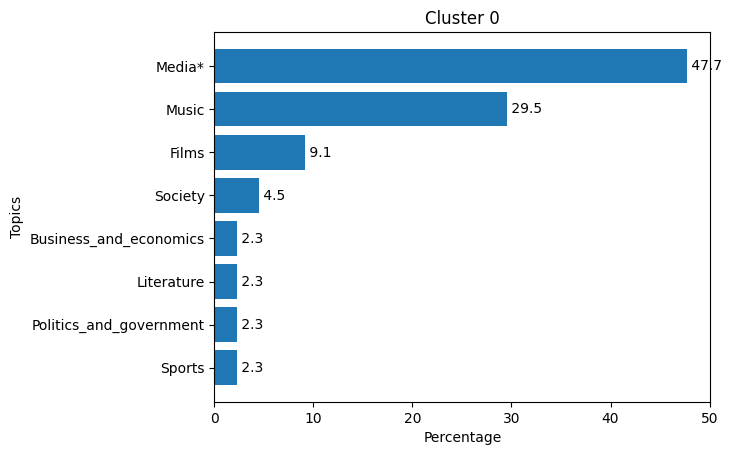 Cluster 0
Media* 47.7
Music 29.5
Films 9.1
Society 4.5
Business_and_economics 2.3
Literature 2.3
Politics_and_government 2.3
Sports 2.3
Topics
0 10 20 30 40 50
Percentage